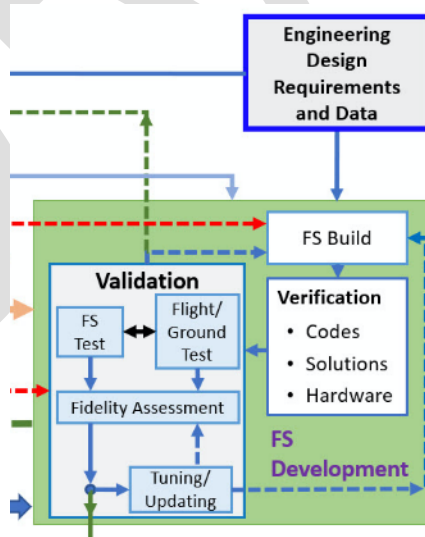 Engineering
Design
Requirements
and Data
FS Build
Validation
FS
Test
Flight/
Ground
Test
Fidelity Assessment
Tuning/
Updating
Verification
• Codes
• Solutions
• Hardware
FS
Development